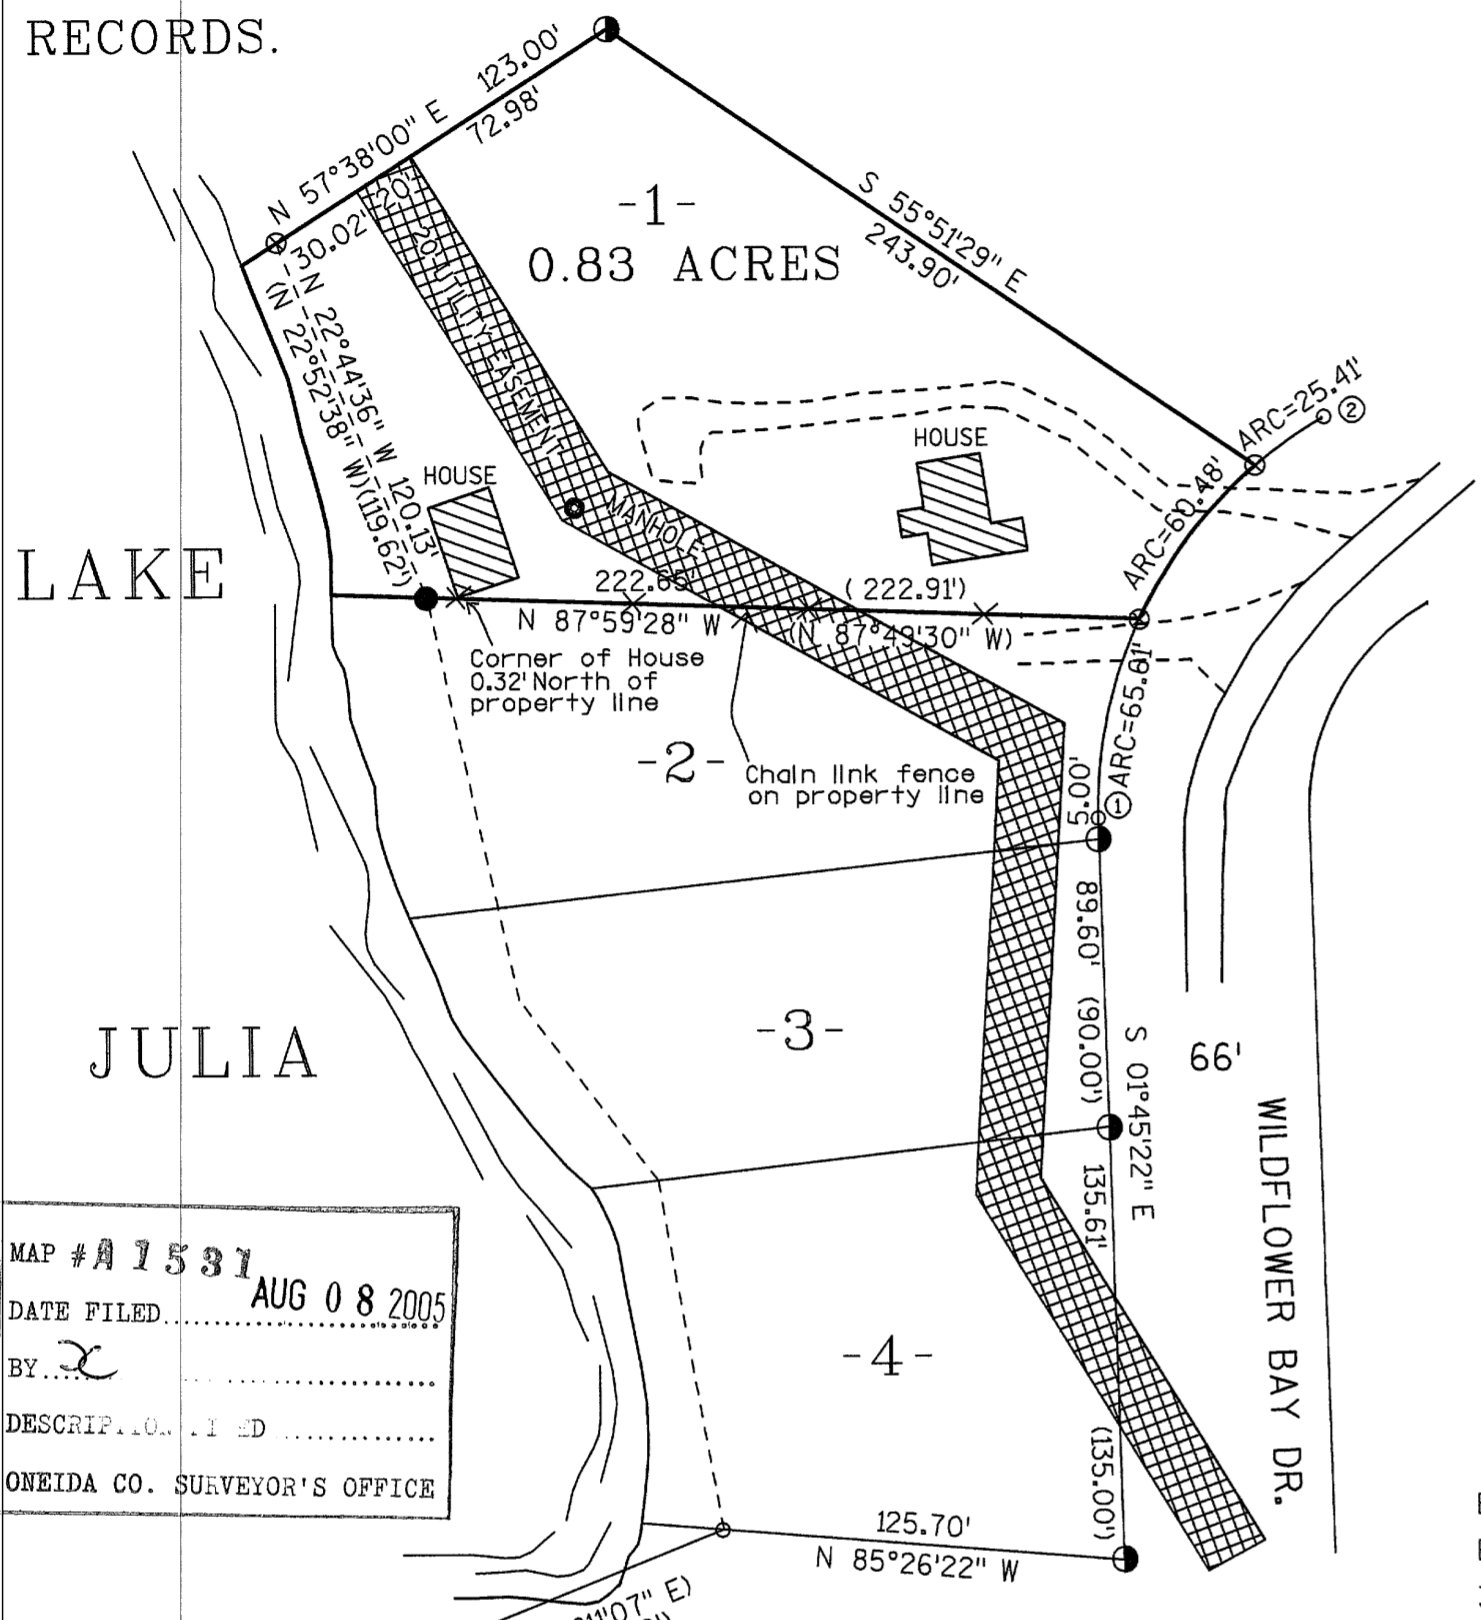 RECORDS.
N 57°38'00" E 123.00'
72.98'
30.02'
20'
20' UTILITY EASEMENT
-1-
0.83 ACRES
S 55°51'29" E
243.90'
N 22°44'36" W 120.13'
(N 22°52'38" W)(119.62')
ARC=25.41'
②
HOUSE
HOUSE
ARC=60.48'
MANHOLE
LAKE
222.65'
(222.91')
N 87°59'28" W
(N 87°49'30" W)
Corner of House
0.32' North of
property line
ARC=65.61'
①
5.00'
-2-
Chain link fence
on property line
89.60'
(90.00')
-3-
JULIA
S 01°45'22" E
66'
WILDFLOWER BAY DR.
135.61'
(135.00')
-4-
MAP #A 1531
AUG 08 2005
DATE FILED
BY
ONEIDA CO. SURVEYOR'S OFFICE
125.70'
N 85°26'22" W
11'07" E)